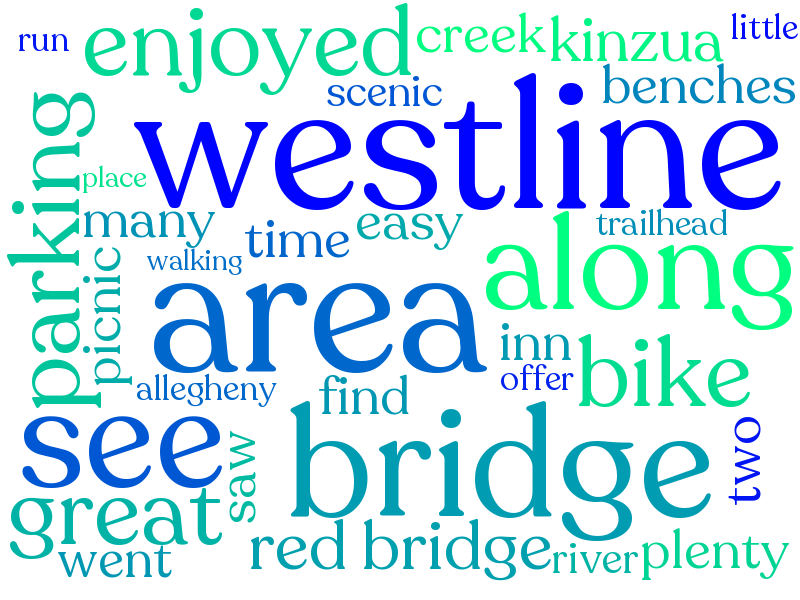 run
enjoyed
creek
kinzua
little
scenic
benches
westline
parking
place
many
time
easy
trailhead
along
walking
picnic
area
inn
offer
bike
allegheny
find
see
saw
bridge
two
great
went
red bridge
river
plenty